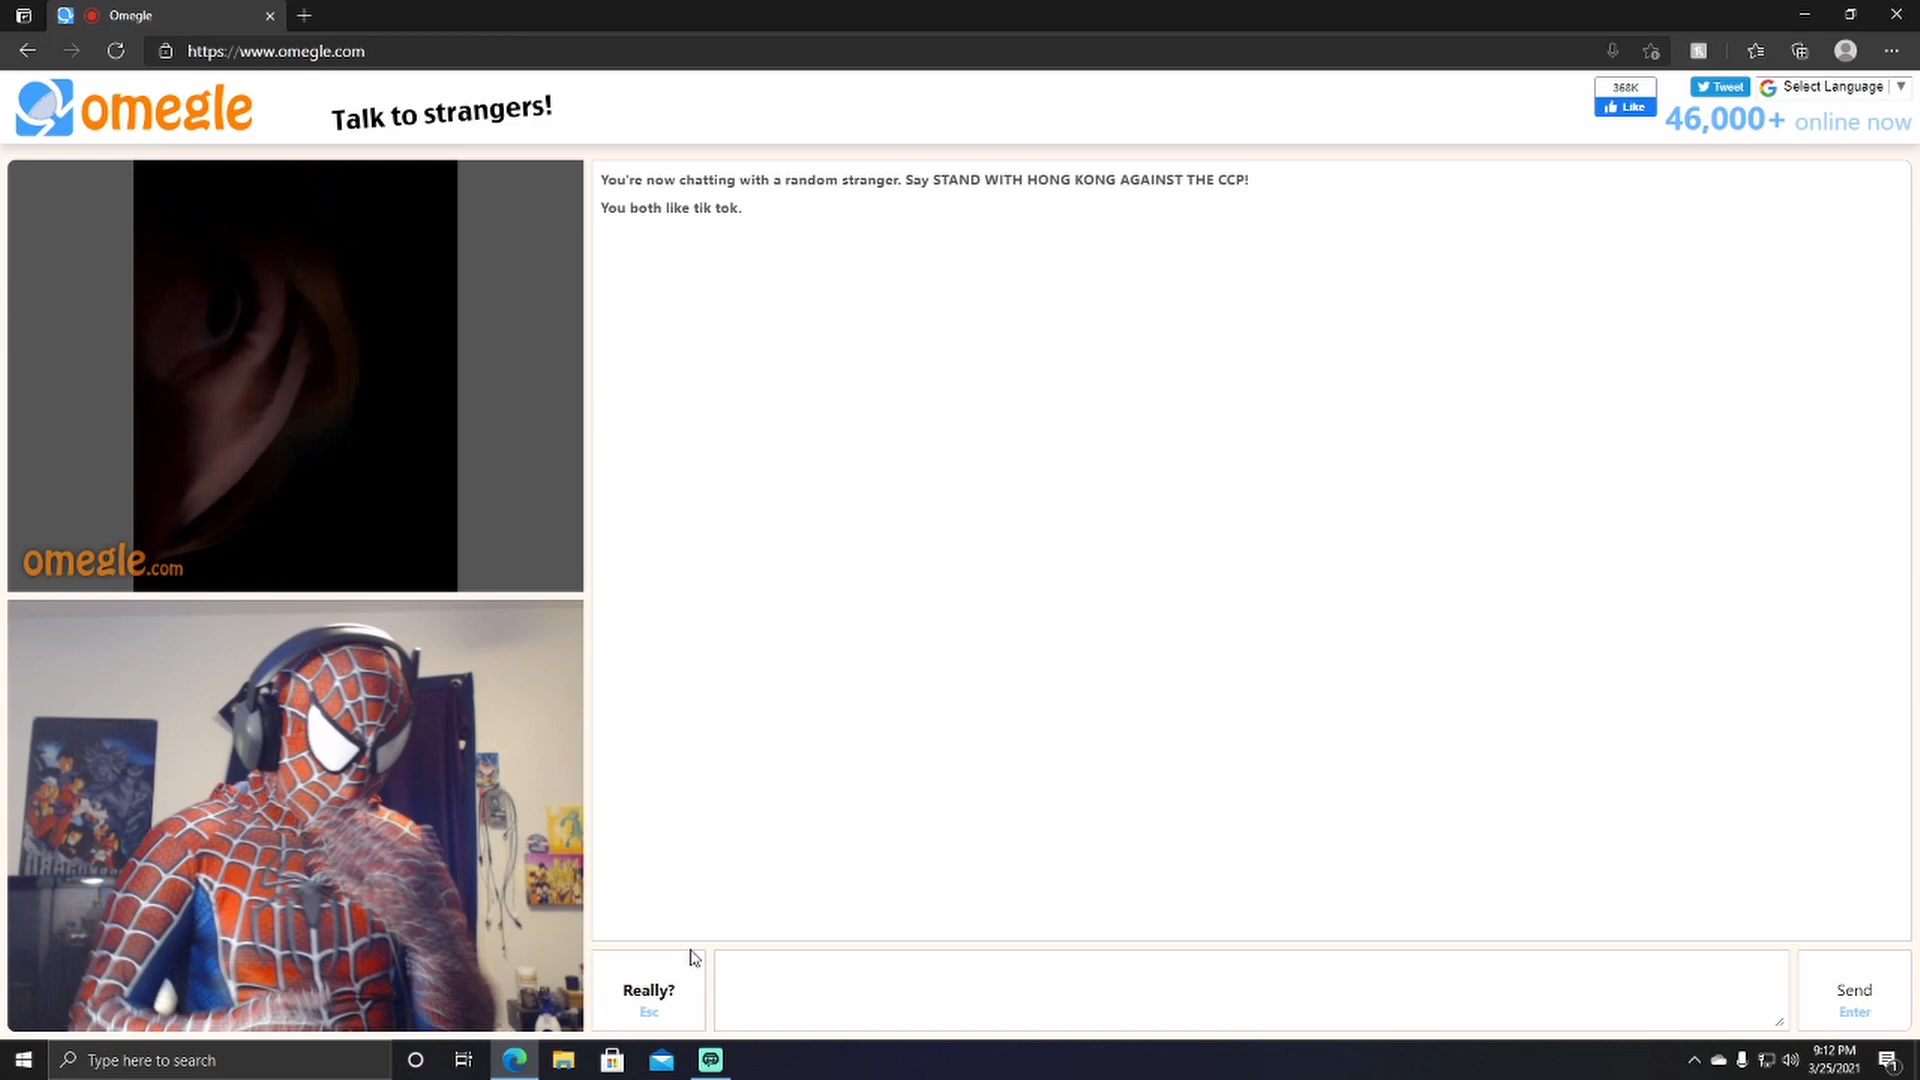 Omegle
https://www.omegle.com
omegle
Talk to strangers!
368K
Like
Tweet
Select Language
46,000+ online now
You're now chatting with a random stranger. Say STAND WITH HONG KONG AGAINST THE CCP!
You both like tik tok.
omegle.com
Really?
Esc
Send
Enter
Type here to search
9:12 PM
3/25/2021
1